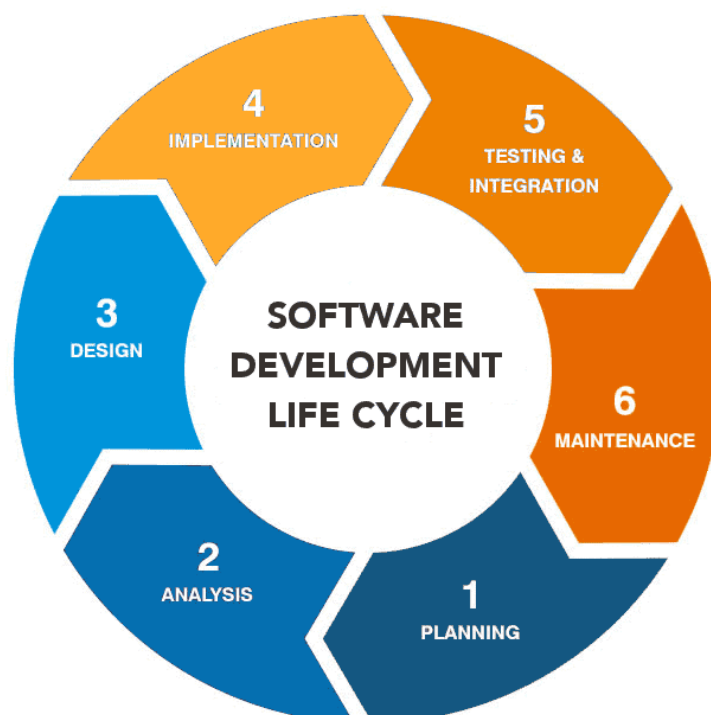 SOFTWARE
DEVELOPMENT
LIFE CYCLE
1
PLANNING
2
ANALYSIS
3
DESIGN
4
IMPLEMENTATION
5
TESTING &
INTEGRATION
6
MAINTENANCE